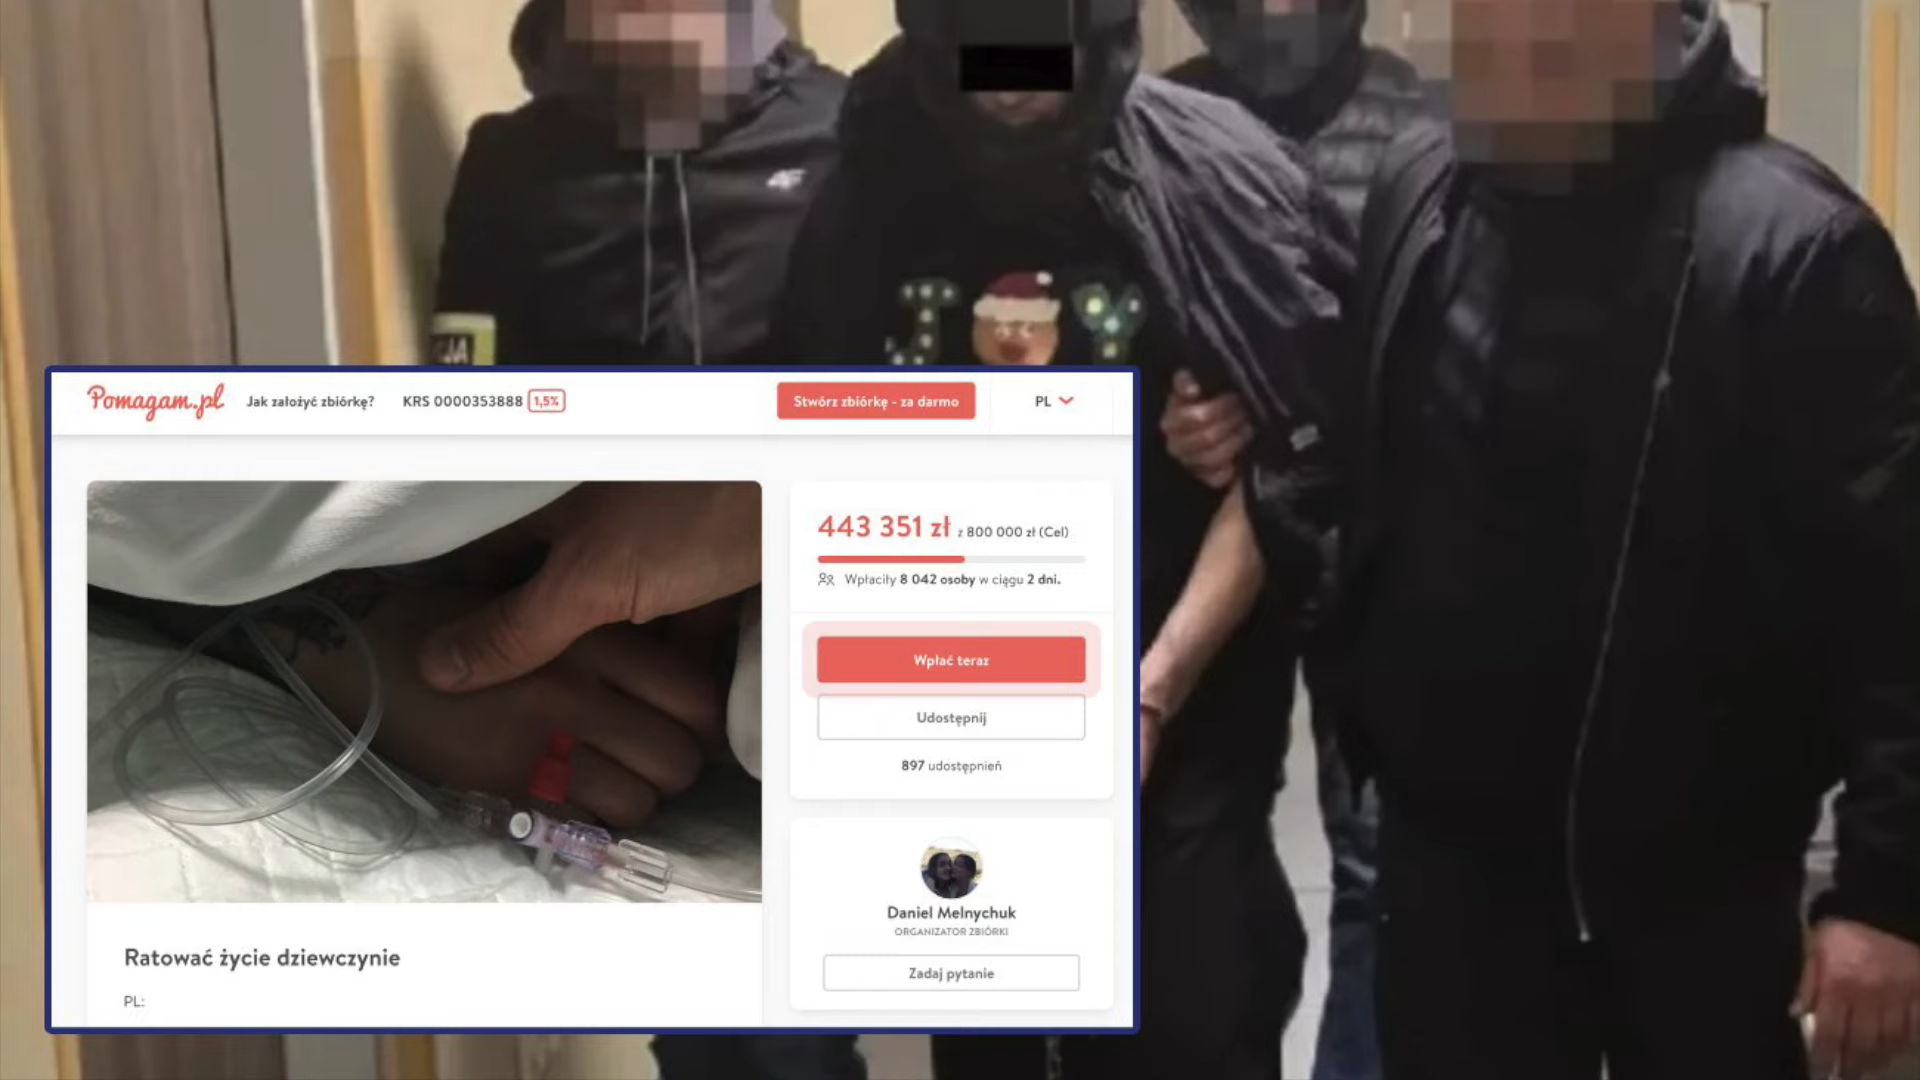 4F
J Y
CJA
Pomagam.pl
Jak założyć zbiórkę?
KRS 0000353888 1,5%
Stwórz zbiórkę - za darmo
PL
443 351 zł z 800 000 zł (Cel)
Wpłaciły 8 042 osoby w ciągu 2 dni.
Wpłać teraz
Udostępnij
897 udostępnień
Daniel Melnychuk
ORGANIZATOR ZBIÓRKI
Zadaj pytanie
Ratować życie dziewczynie
PL: